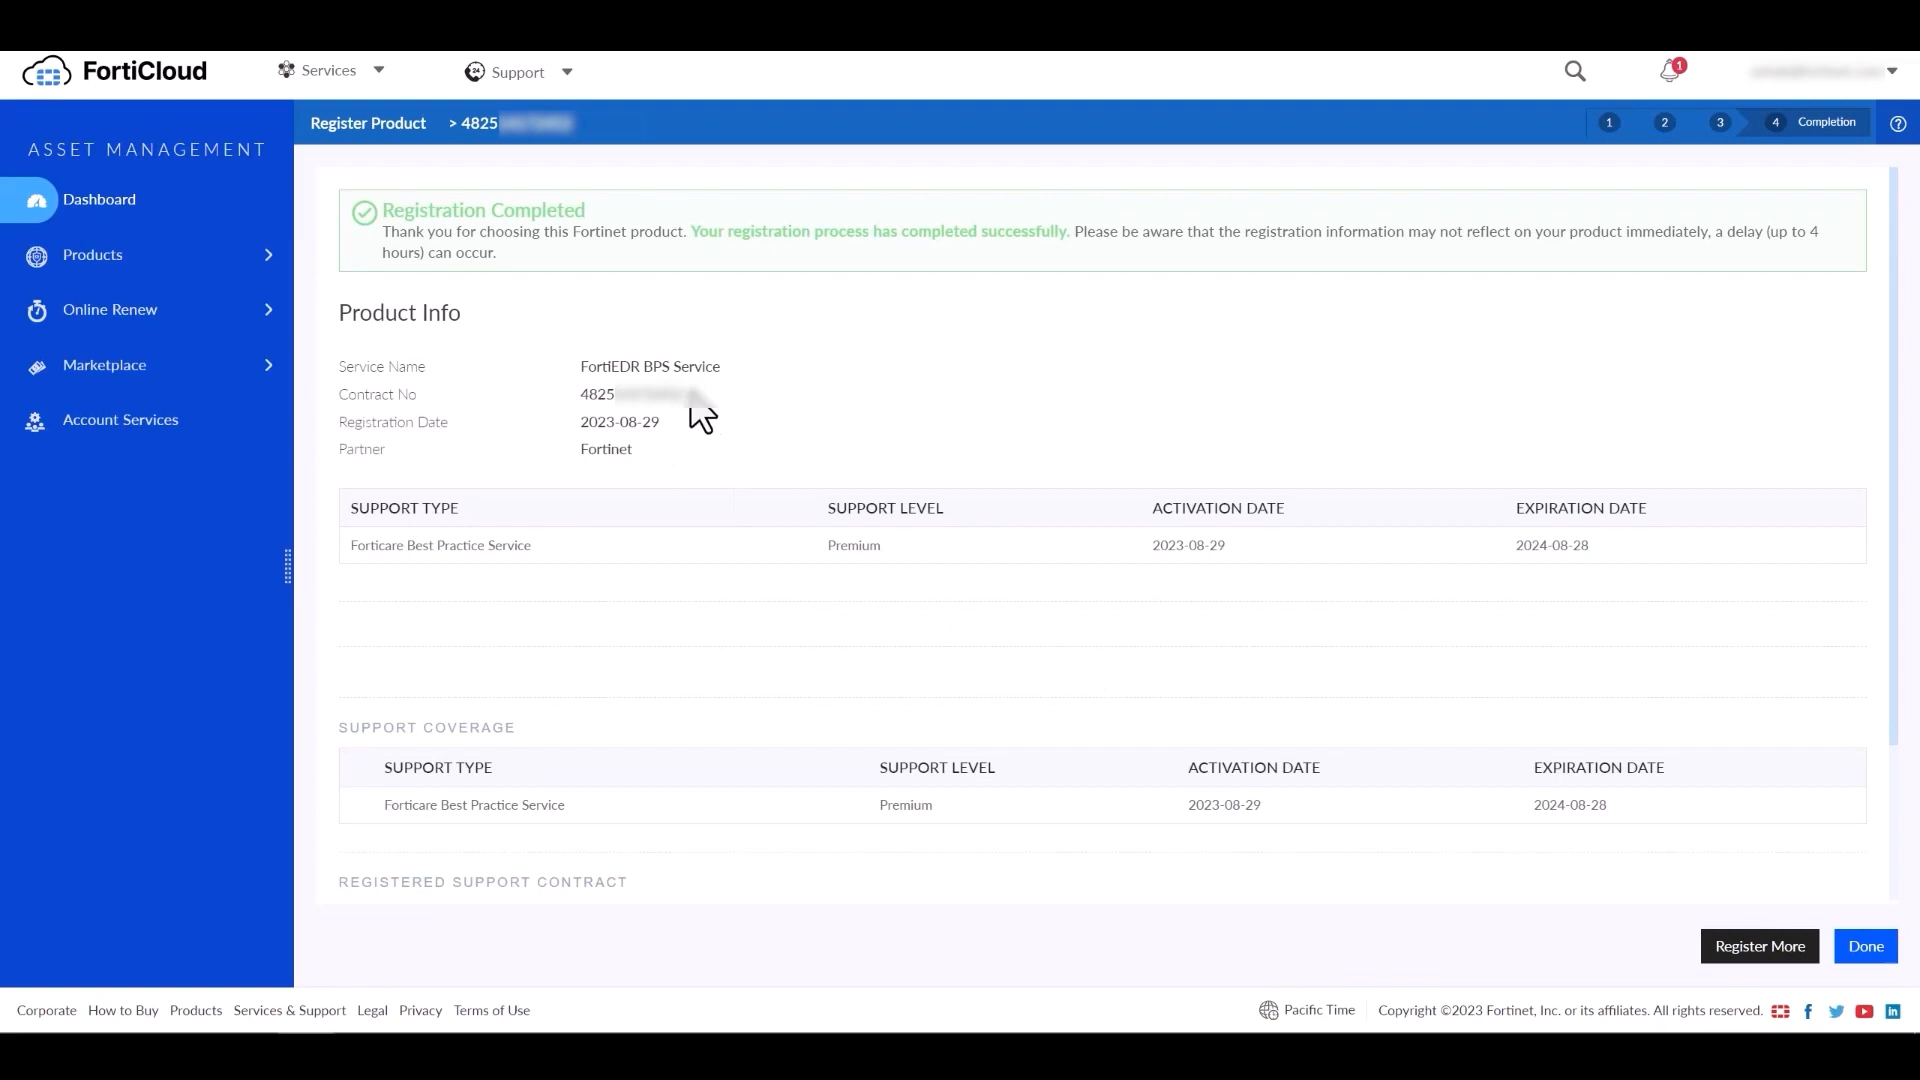 FortiCloud Services 24 Support 1
Register Product > 4825 1 2 3 4 Completion
ASSET MANAGEMENT
Dashboard
Products
Online Renew
Marketplace
Account Services
Registration Completed
Thank you for choosing this Fortinet product. Your registration process has completed successfully. Please be aware that the registration information may not reflect on your product immediately, a delay (up to 4
hours) can occur.
Product Info
Service Name FortiEDR BPS Service
Contract No 4825
Registration Date 2023-08-29
Partner Fortinet
SUPPORT TYPE SUPPORT LEVEL ACTIVATION DATE EXPIRATION DATE
Forticare Best Practice Service Premium 2023-08-29 2024-08-28
SUPPORT COVERAGE
SUPPORT TYPE SUPPORT LEVEL ACTIVATION DATE EXPIRATION DATE
Forticare Best Practice Service Premium 2023-08-29 2024-08-28
REGISTERED SUPPORT CONTRACT
Register More Done
Corporate How to Buy Products Services & Support Legal Privacy Terms of Use Pacific Time Copyright ©2023 Fortinet, Inc. or its affiliates. All rights reserved.